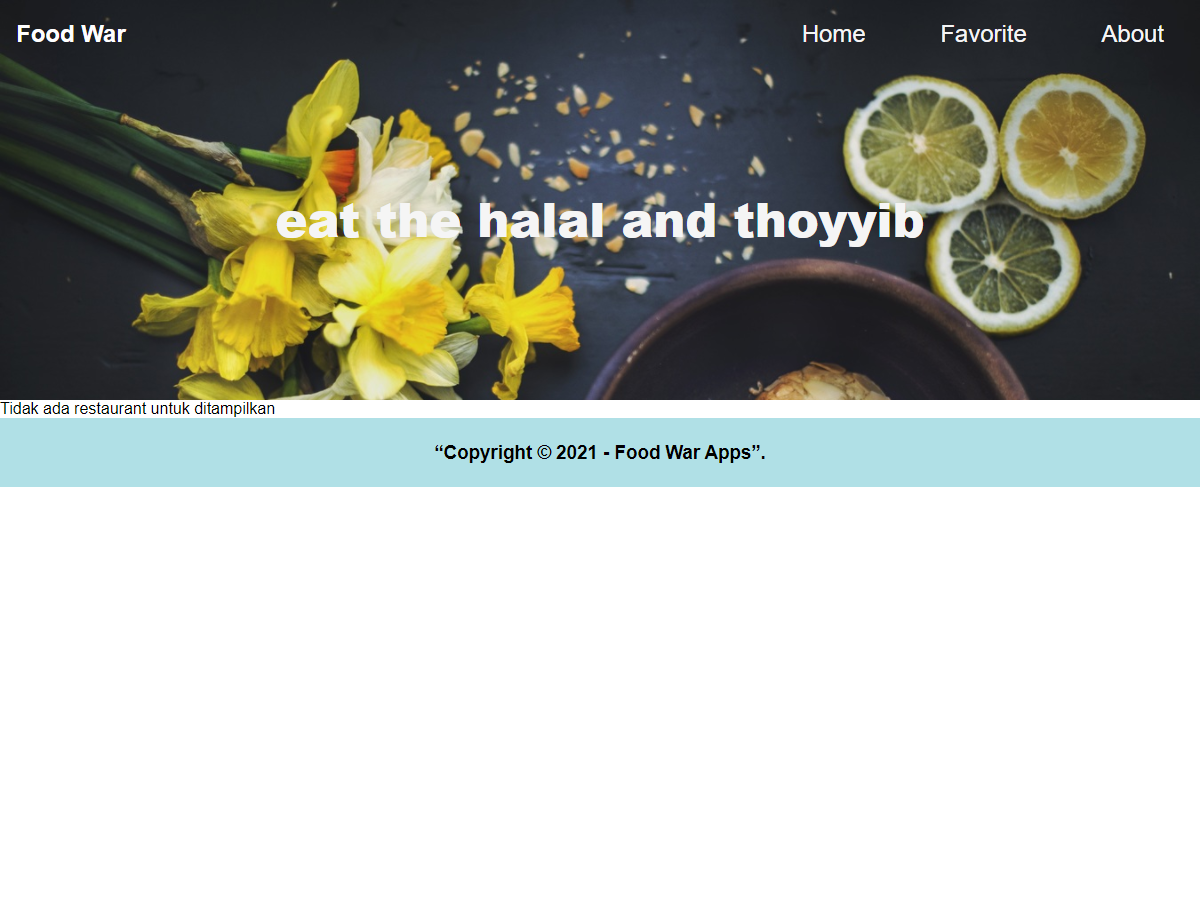 Food War
Home Favorite About
eat the halal and thoyyib
Tidak ada restaurant untuk ditampilkan
“Copyright © 2021 - Food War Apps”.